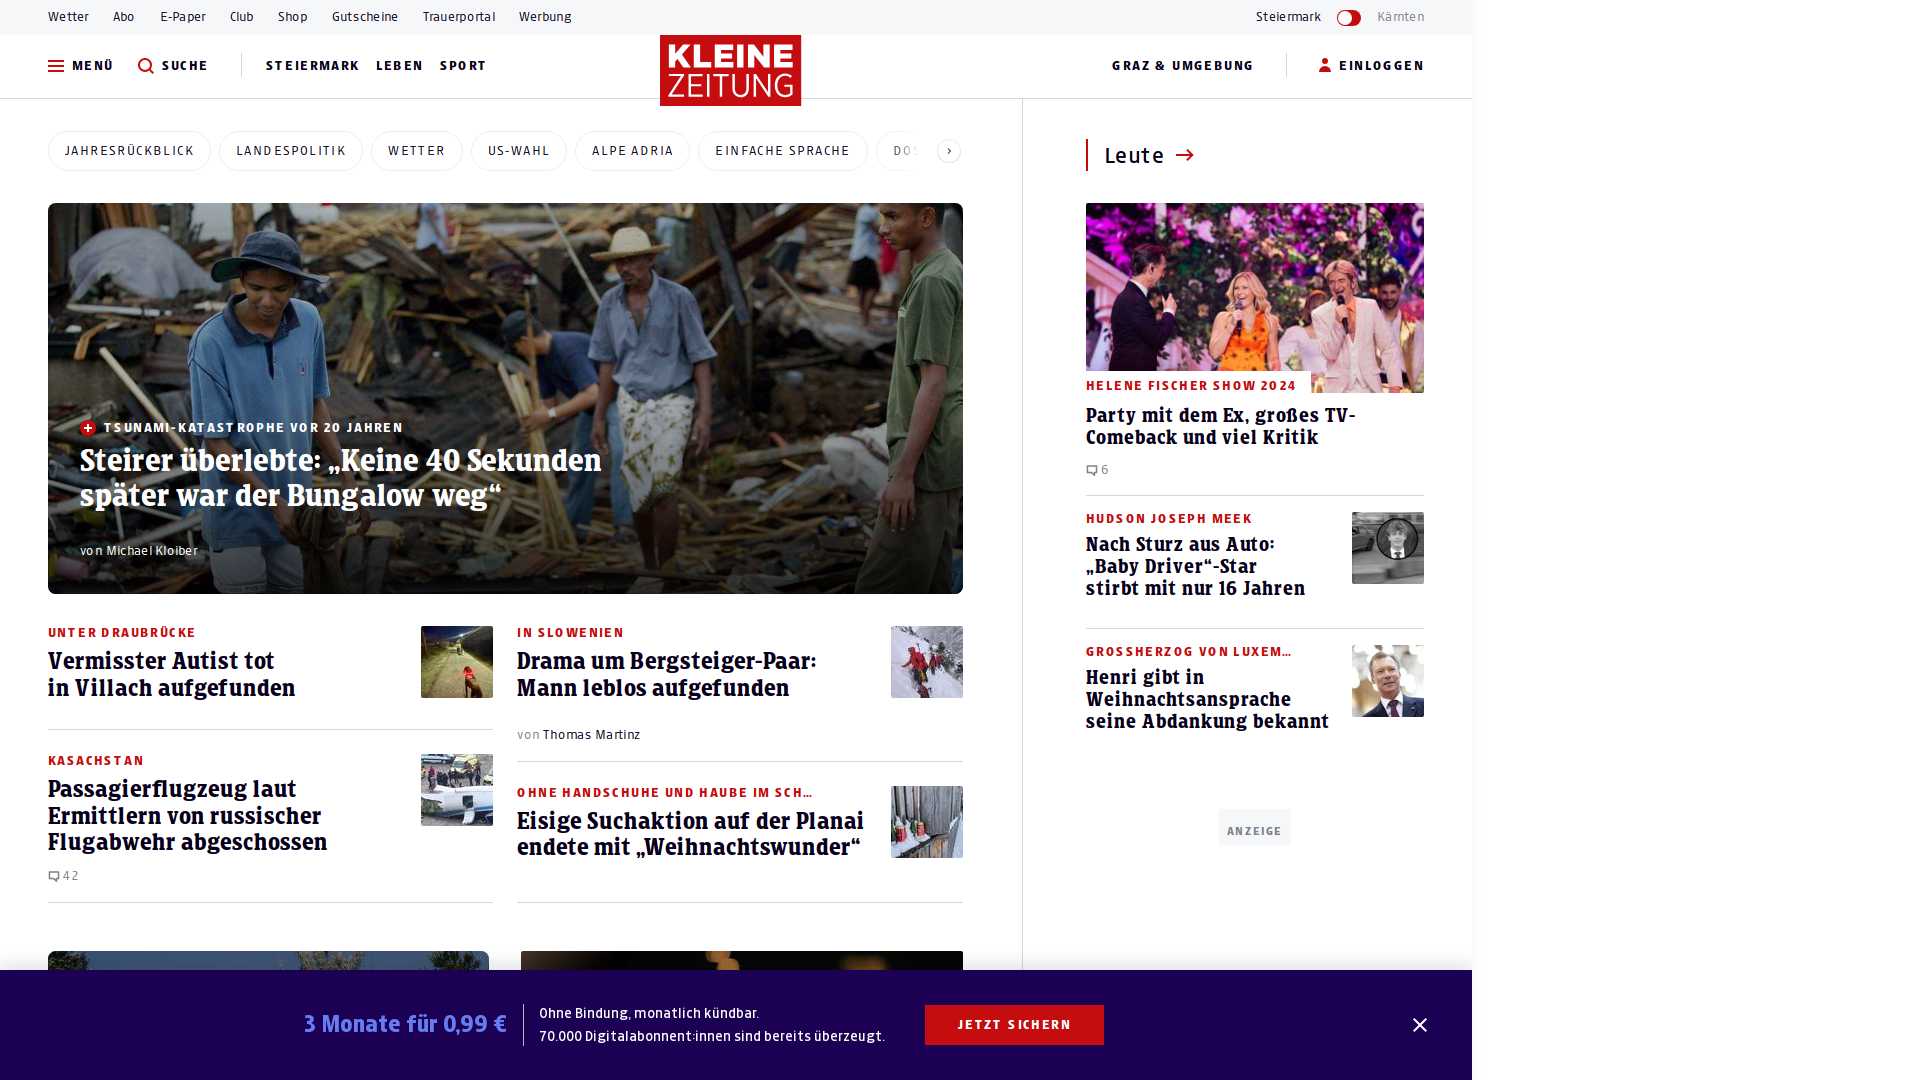 Wetter Abo E-Paper Club Shop Gutscheine Trauerportal Werbung Steiermark Kärnten
MENÜ SUCHE STEIERMARK LEBEN SPORT
KLEINE
ZEITUNG
GRAZ & UMGEBUNG EINLOGGEN
JAHRESRÜCKBLICK LANDESPOLITIK WETTER US-WAHL ALPE ADRIA EINFACHE SPRACHE
TSUNAMI-KATASTROPHE VOR 20 JAHREN
Steirer überlebte: „Keine 40 Sekunden
später war der Bungalow weg“
von Michael Kloiber
UNTER DRAUBRÜCKE
Vermisster Autist tot
in Villach aufgefunden
KASACHSTAN
Passagierflugzeug laut
Ermittlern von russischer
Flugabwehr abgeschossen
42
IN SLOWENIEN
Drama um Bergsteiger-Paar:
Mann leblos aufgefunden
von Thomas Martinz
OHNE HANDSCHUHE UND HAUBE IM SCH…
Eisige Suchaktion auf der Planai
endete mit „Weihnachtswunder“
Leute
HELENE FISCHER SHOW 2024
Party mit dem Ex, großes TV-
Comeback und viel Kritik
6
HUDSON JOSEPH MEEK
Nach Sturz aus Auto:
„Baby Driver“-Star
stirbt mit nur 16 Jahren
GROSSHERZOG VON LUXEM…
Henri gibt in
Weihnachtsansprache
seine Abdankung bekannt
ANZEIGE
3 Monate für 0,99 €
Ohne Bindung, monatlich kündbar.
70.000 Digitalabonnent:innen sind bereits überzeugt.
JETZT SICHERN